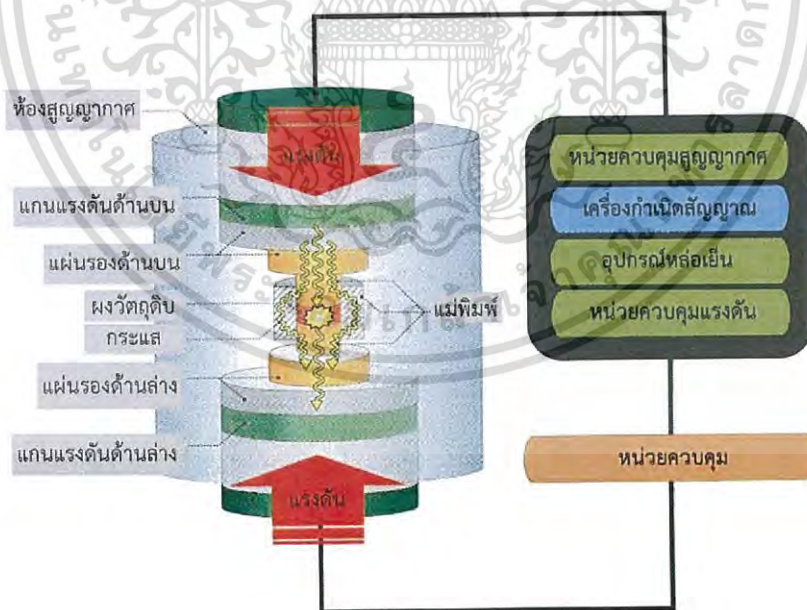 ห้องสูญญากาศ
แรงดัน
แกนแรงดันด้านบน
แผ่นรองด้านบน
ผงวัตถุดิบ
กระแส
แม่พิมพ์
แผ่นรองด้านล่าง
แกนแรงดันด้านล่าง
แรงดัน
หน่วยควบคุมสูญญากาศ
เครื่องกำเนิดสัญญาณ
อุปกรณ์หล่อเย็น
หน่วยควบคุมแรงดัน
หน่วยควบคุม